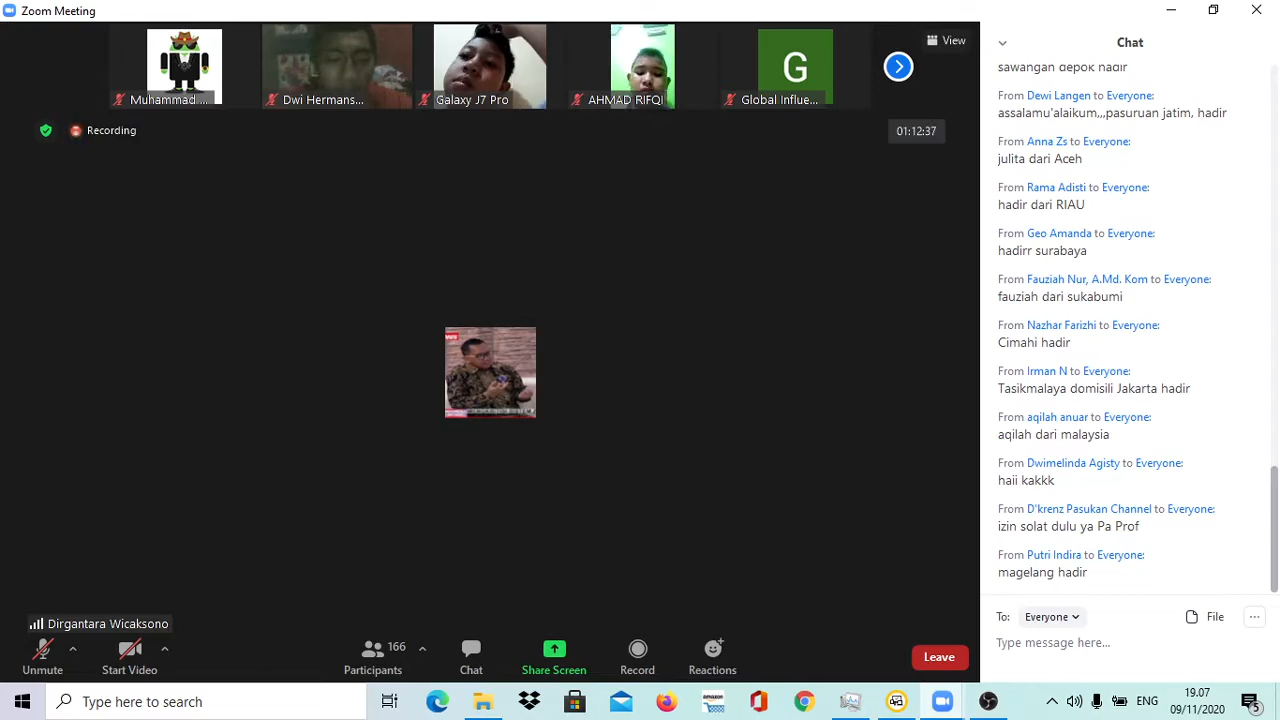 Zoom Meeting
Muhammad ...
Dwi Hermans...
Galaxy J7 Pro
AHMAD RIFQI
G
Global Influe...
View
Recording
01:12:37
Dirgantara Wicaksono
Unmute
Start Video
166
Participants
Chat
Share Screen
Record
Reactions
Leave
Chat
sawangan depok hadir
From Dewi Langen to Everyone:
assalamu'alaikum,,,pasuruan jatim, hadir
From Anna Zs to Everyone:
julita dari Aceh
From Rama Adisti to Everyone:
hadir dari RIAU
From Geo Amanda to Everyone:
hadirr surabaya
From Fauziah Nur, A.Md. Kom to Everyone:
fauziah dari sukabumi
From Nazhar Farizhi to Everyone:
Cimahi hadir
From Irman N to Everyone:
Tasikmalaya domisili Jakarta hadir
From aqilah anuar to Everyone:
aqilah dari malaysia
From Dwimelinda Agisty to Everyone:
haii kakkk
From D'krenz Pasukan Channel to Everyone:
izin solat dulu ya Pa Prof
From Putri Indira to Everyone:
magelang hadir
To: Everyone
File
Type message here...
Type here to search
amazon
ENG
19.07
09/11/2020
5